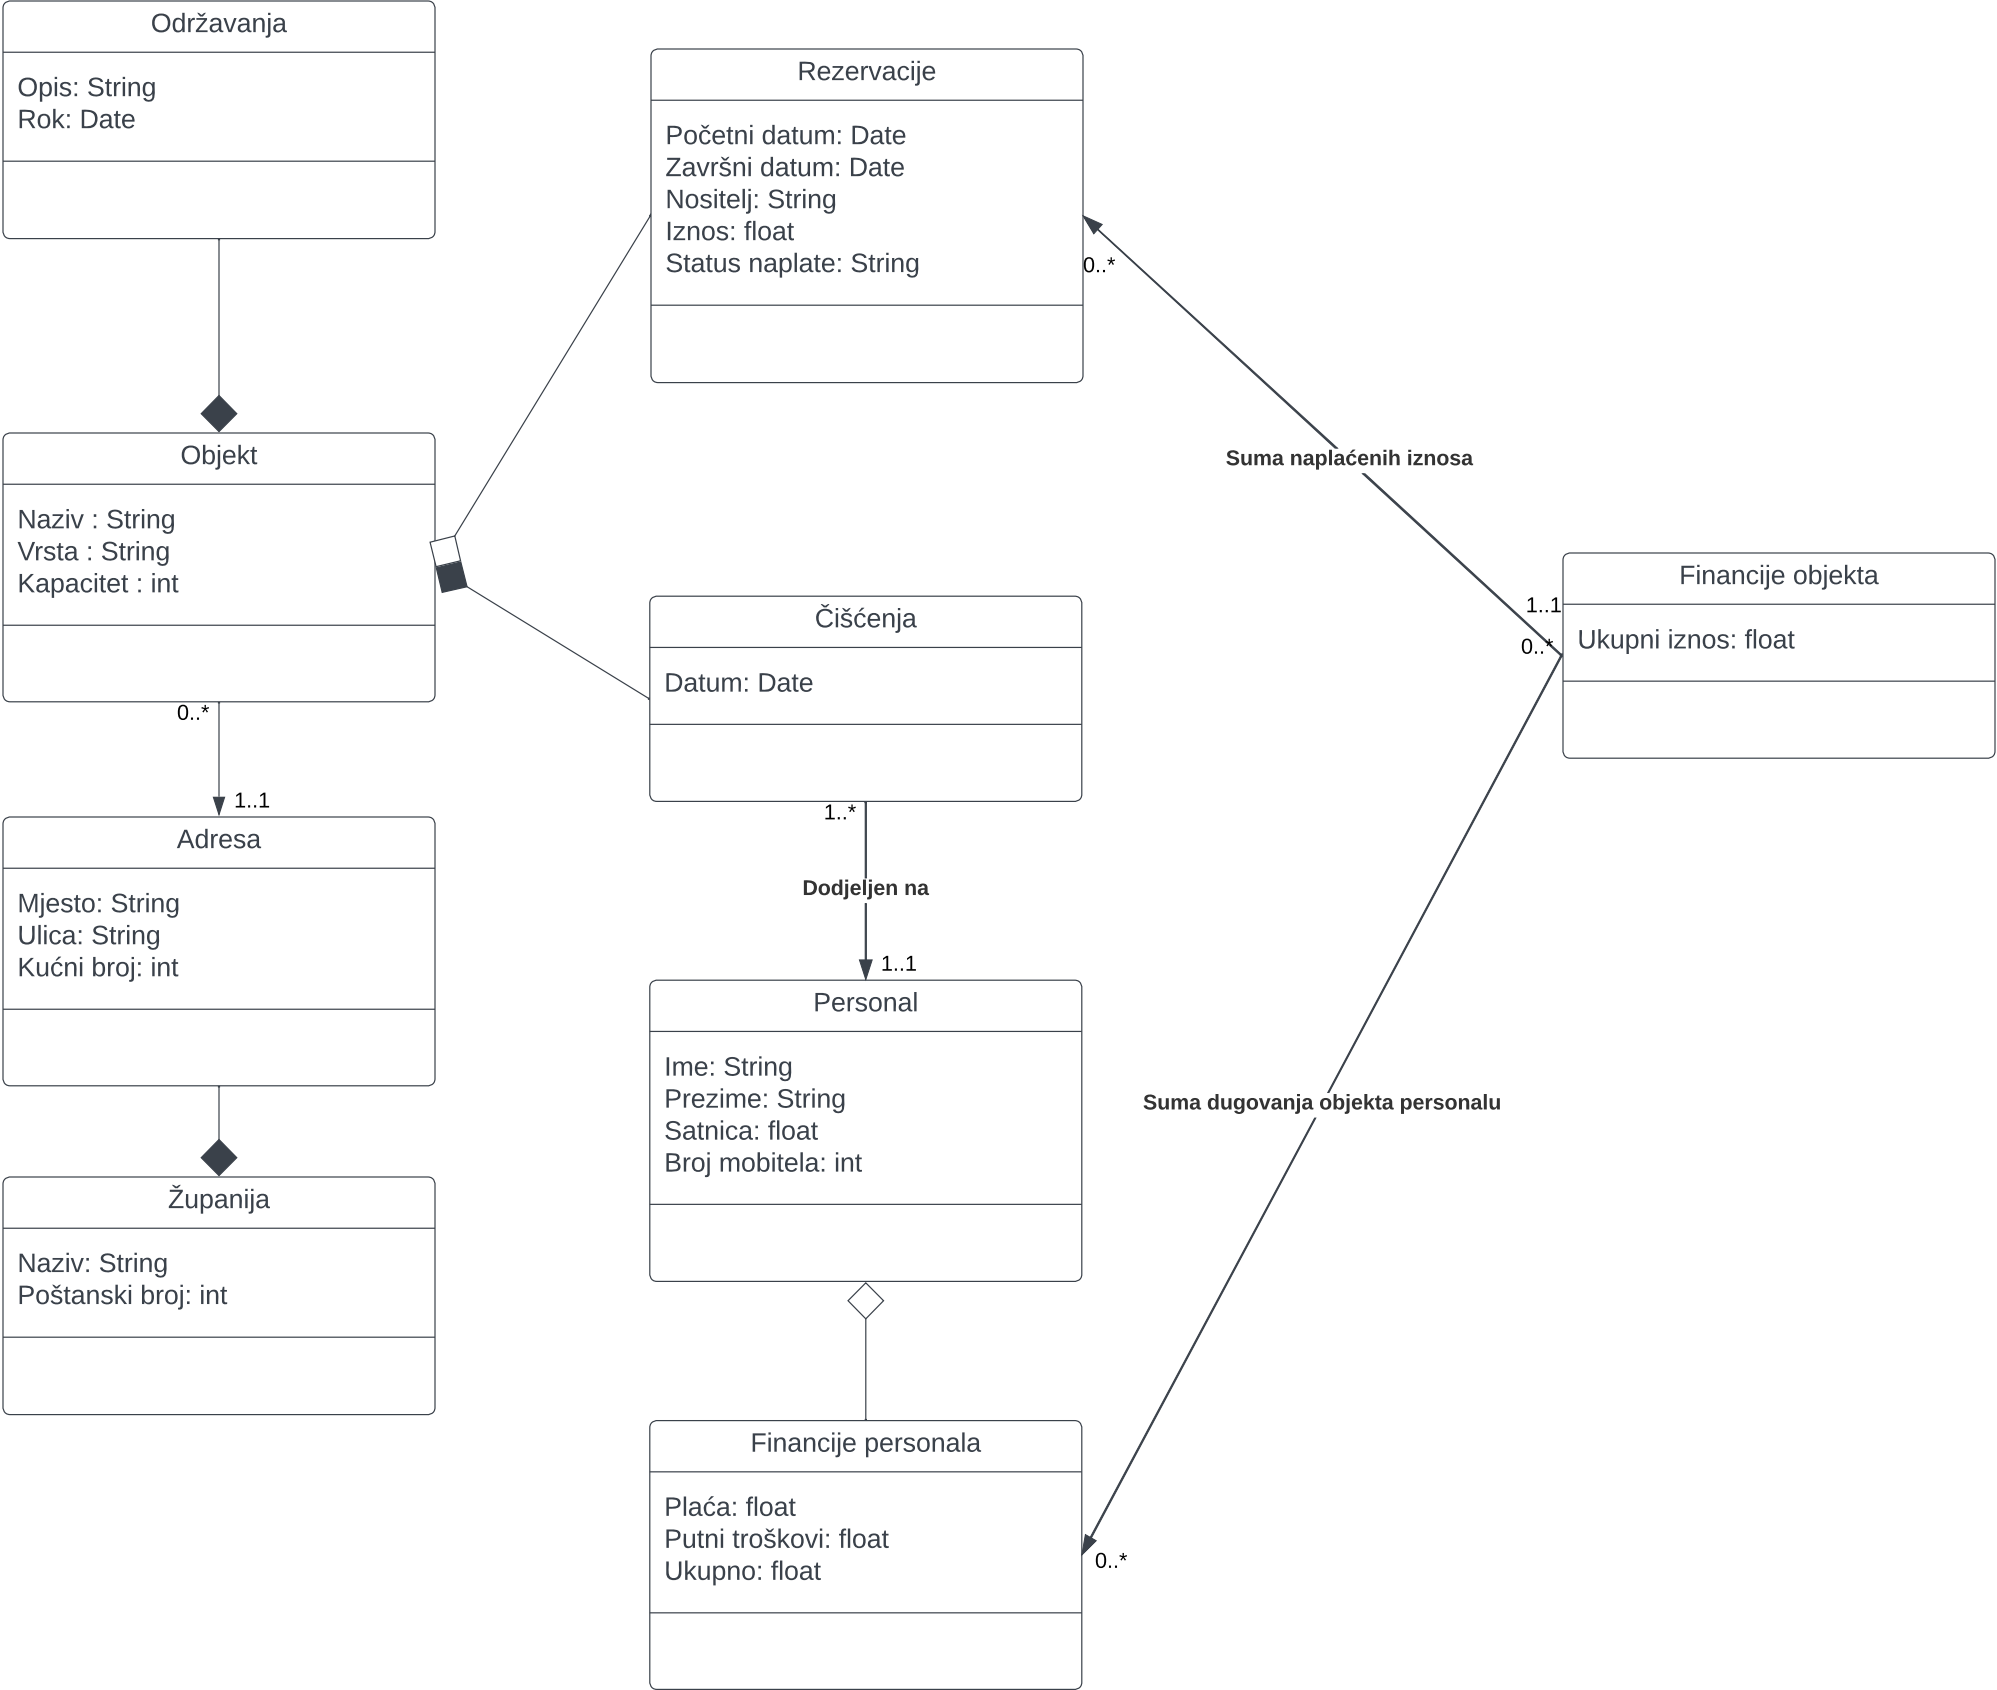 Održavanja
Opis: String
Rok: Date
Rezervacije
Početni datum: Date
Završni datum: Date
Nositelj: String
Iznos: float
Status naplate: String
0..*
Suma naplaćenih iznosa
Objekt
Naziv : String
Vrsta : String
Kapacitet : int
0..*
1..1
Čišćenja
Datum: Date
1..*
Dodjeljen na
1..1
Financije objekta
Ukupni iznos: float
1..1
0..*
Adresa
Mjesto: String
Ulica: String
Kućni broj: int
Personal
Ime: String
Prezime: String
Satnica: float
Broj mobitela: int
Suma dugovanja objekta personalu
Županija
Naziv: String
Poštanski broj: int
Financije personala
Plaća: float
Putni troškovi: float
Ukupno: float
0..*